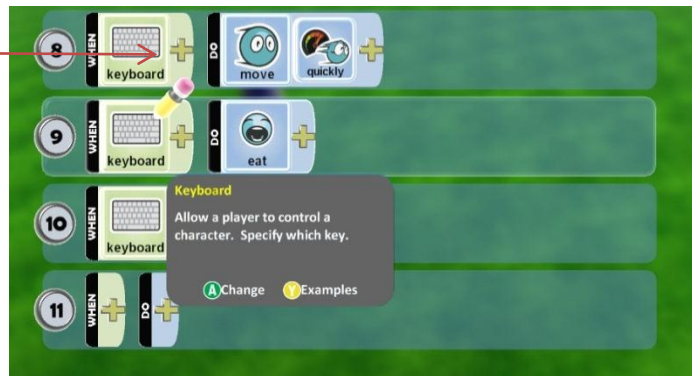 8 WHEN keyboard DO move quickly
9 WHEN keyboard DO eat
Keyboard
Allow a player to control a
character. Specify which key.
A Change Y Examples
10 WHEN keyboard
11 WHEN DO